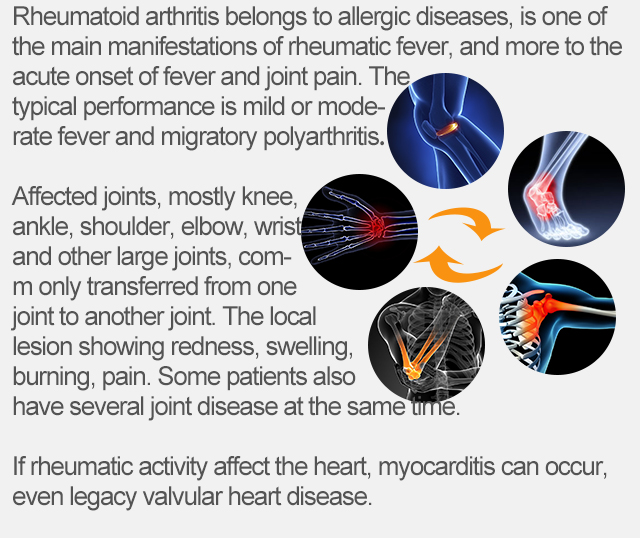 Rheumatoid arthritis belongs to allergic diseases, is one of
the main manifestations of rheumatic fever, and more to the
acute onset of fever and joint pain. The
typical performance is mild or mode-
rate fever and migratory polyarthritis.
Affected joints, mostly knee,
ankle, shoulder, elbow, wrist
and other large joints, com-
m only transferred from one
joint to another joint. The local
lesion showing redness, swelling,
burning, pain. Some patients also
have several joint disease at the same time.
If rheumatic activity affect the heart, myocarditis can occur,
even legacy valvular heart disease.